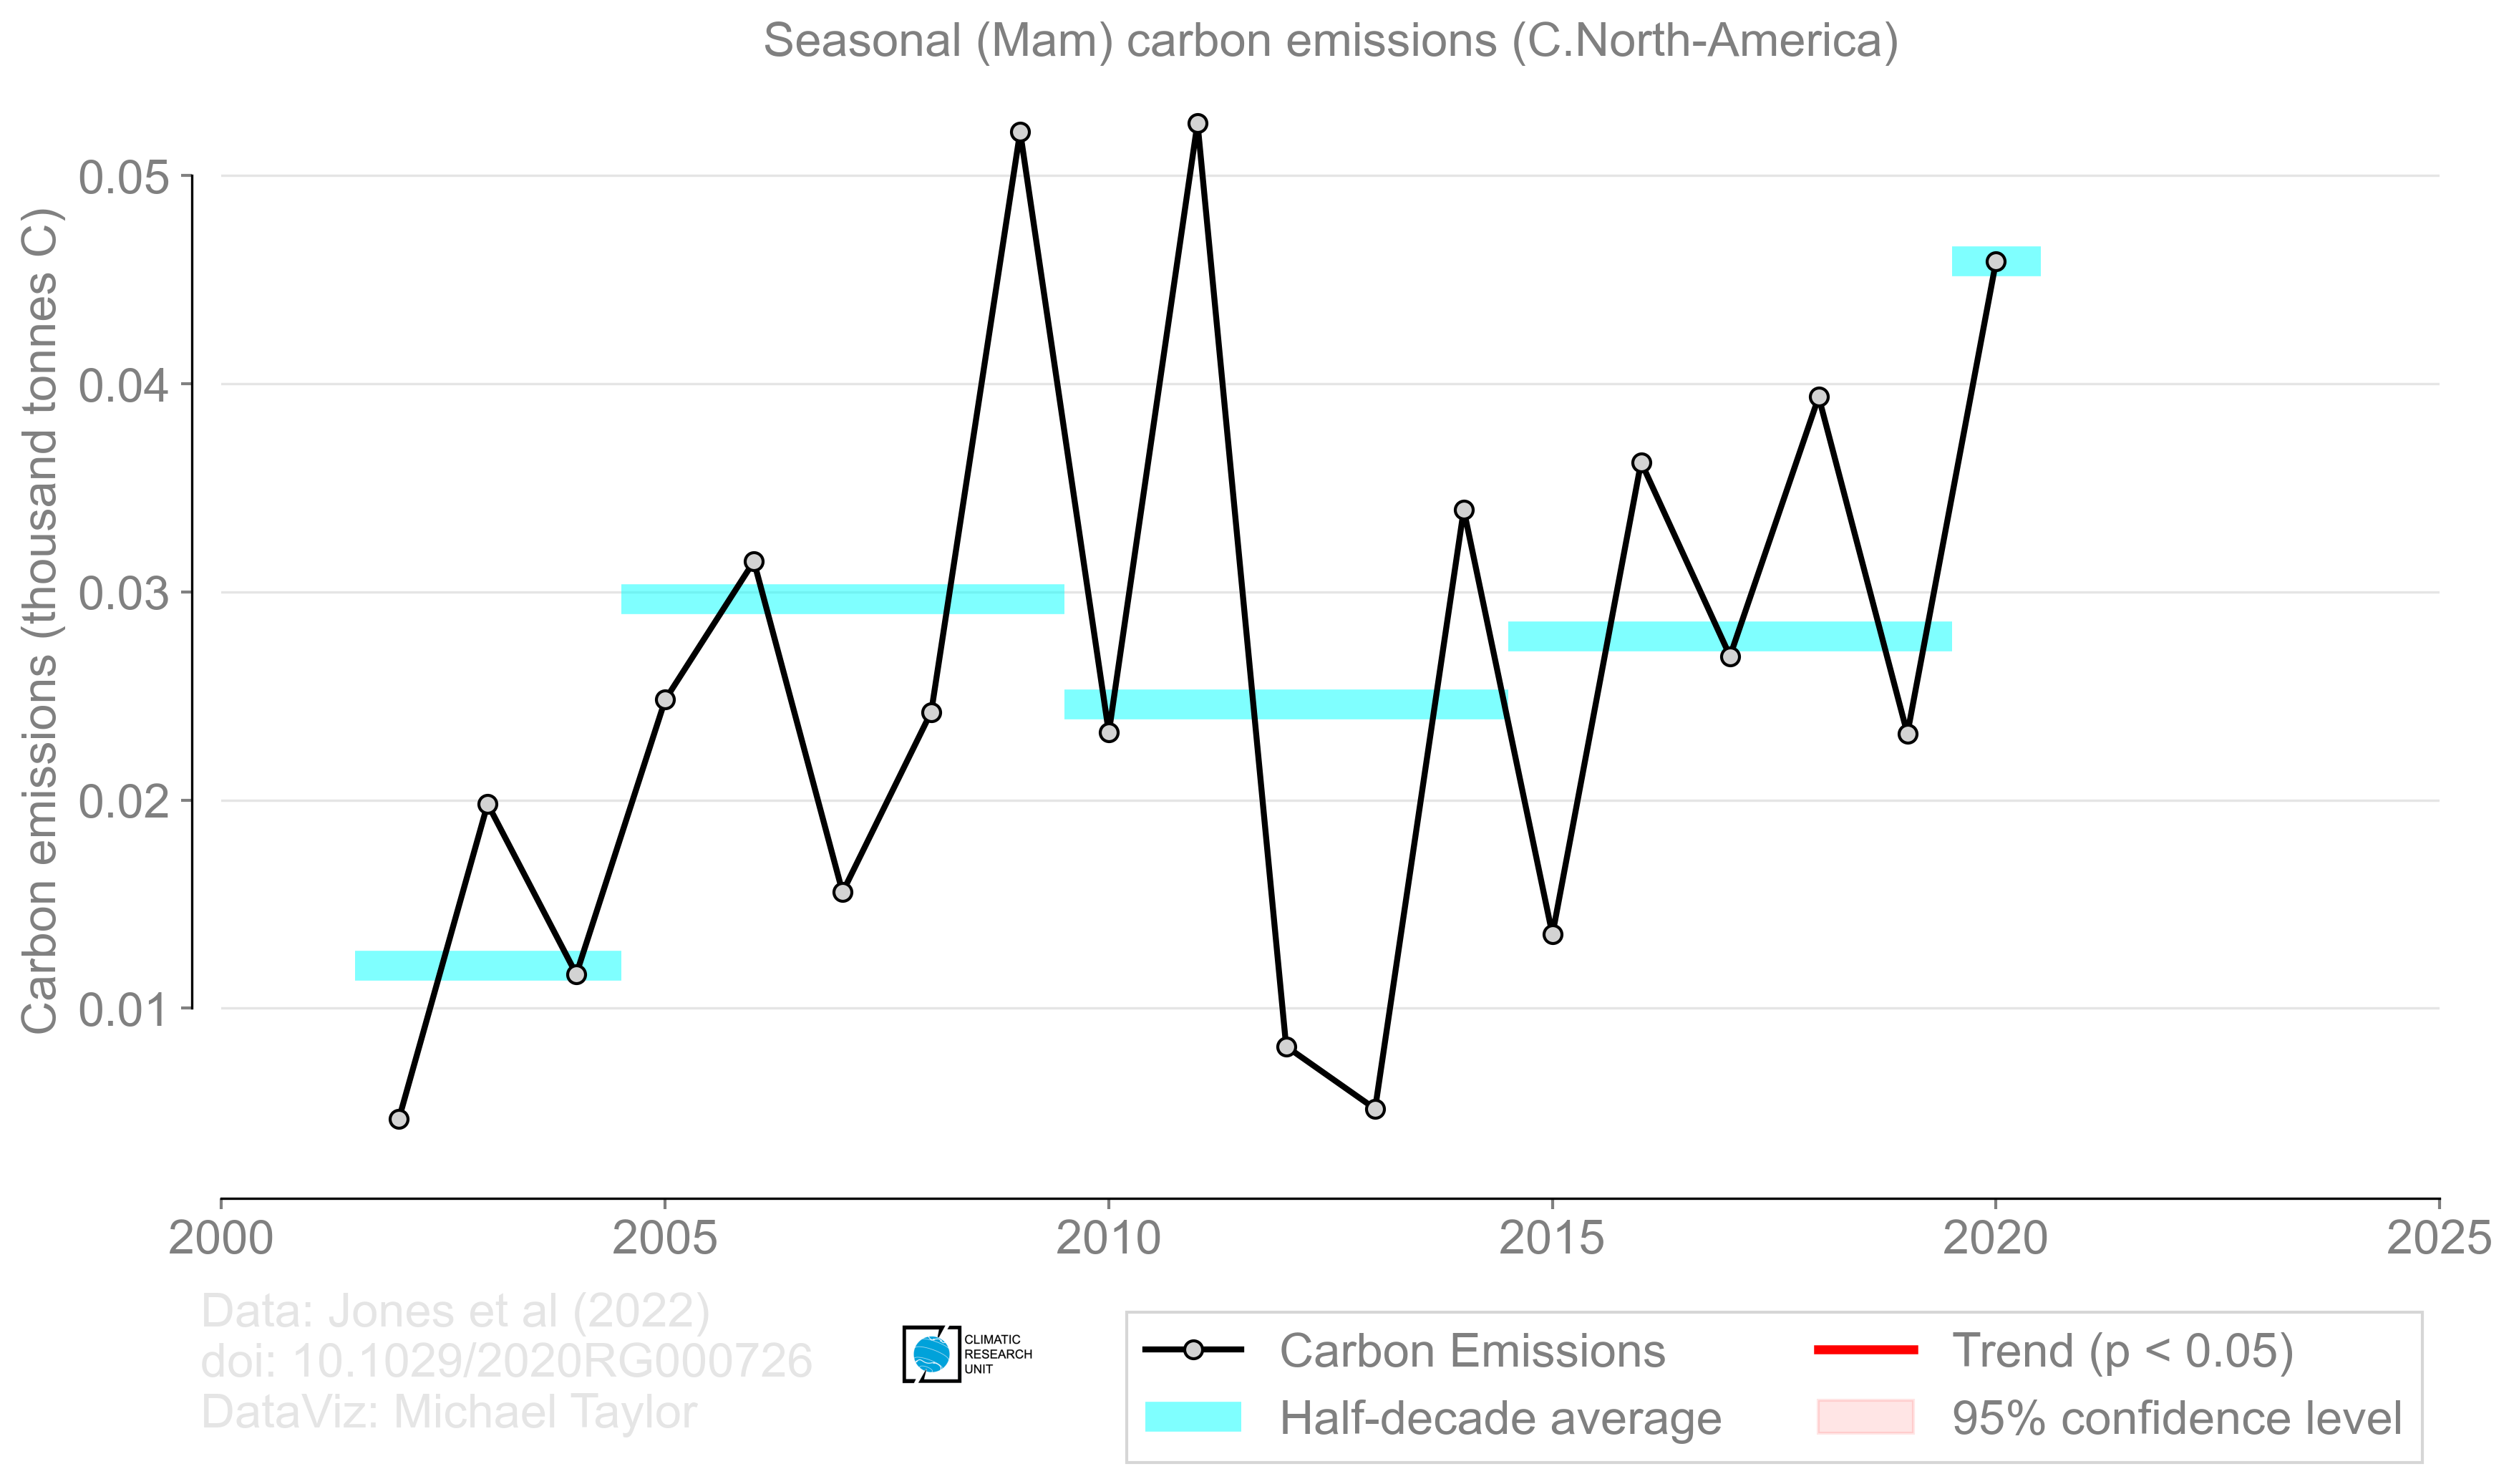 Seasonal (Mam) carbon emissions (C.North-America)
Carbon emissions (thousand tonnes C)
0.05
0.04
0.03
0.02
0.01
2000 2005 2010 2015 2020 2025
Data: Jones et al (2022)
doi: 10.1029/2020RG000726
DataViz: Michael Taylor
CLIMATIC
RESEARCH
UNIT
Carbon Emissions
Half-decade average
Trend (p < 0.05)
95% confidence level